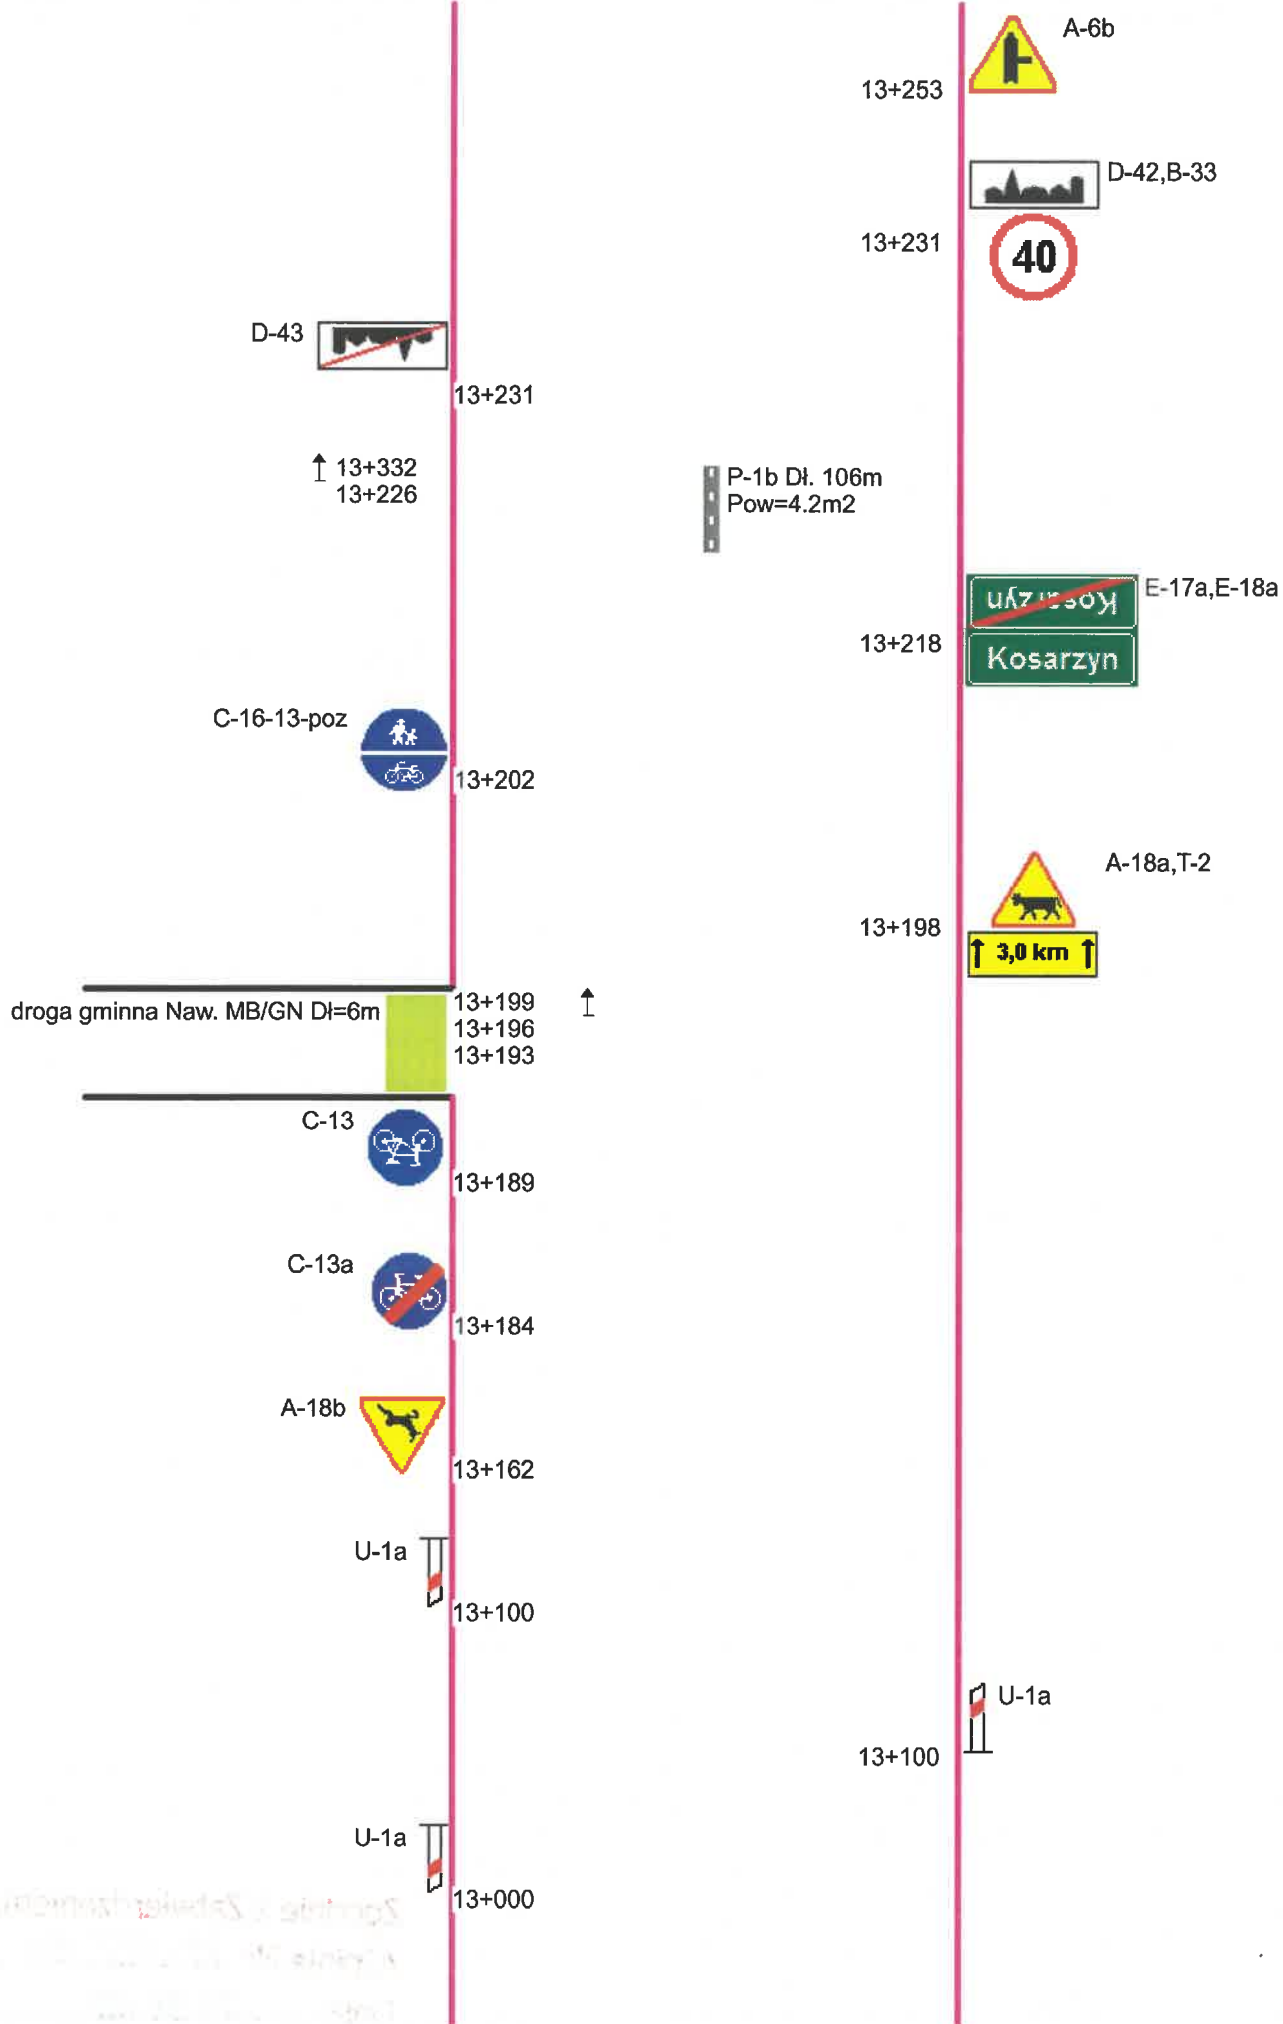 A-6b
13+253
D-42,B-33
13+231
40
D-43
13+231
13+332
13+226
P-1b Dł. 106m
Pow=4.2m2
E-17a,E-18a
Kosarzyn
13+218
Kosarzyn
C-16-13-poz
13+202
A-18a,T-2
13+198
3,0 km
droga gminna Naw. MB/GN Dł=6m
13+199
13+196
13+193
C-13
13+189
C-13a
13+184
A-18b
13+162
U-1a
13+100
U-1a
13+100
U-1a
13+000